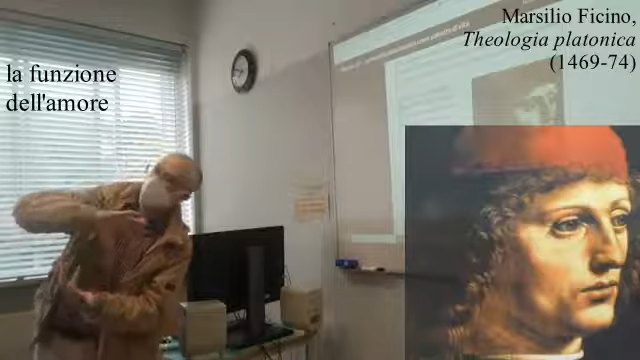 Marsilio Ficino,
Theologia platonica
(1469-74)
la funzione
dell'amore